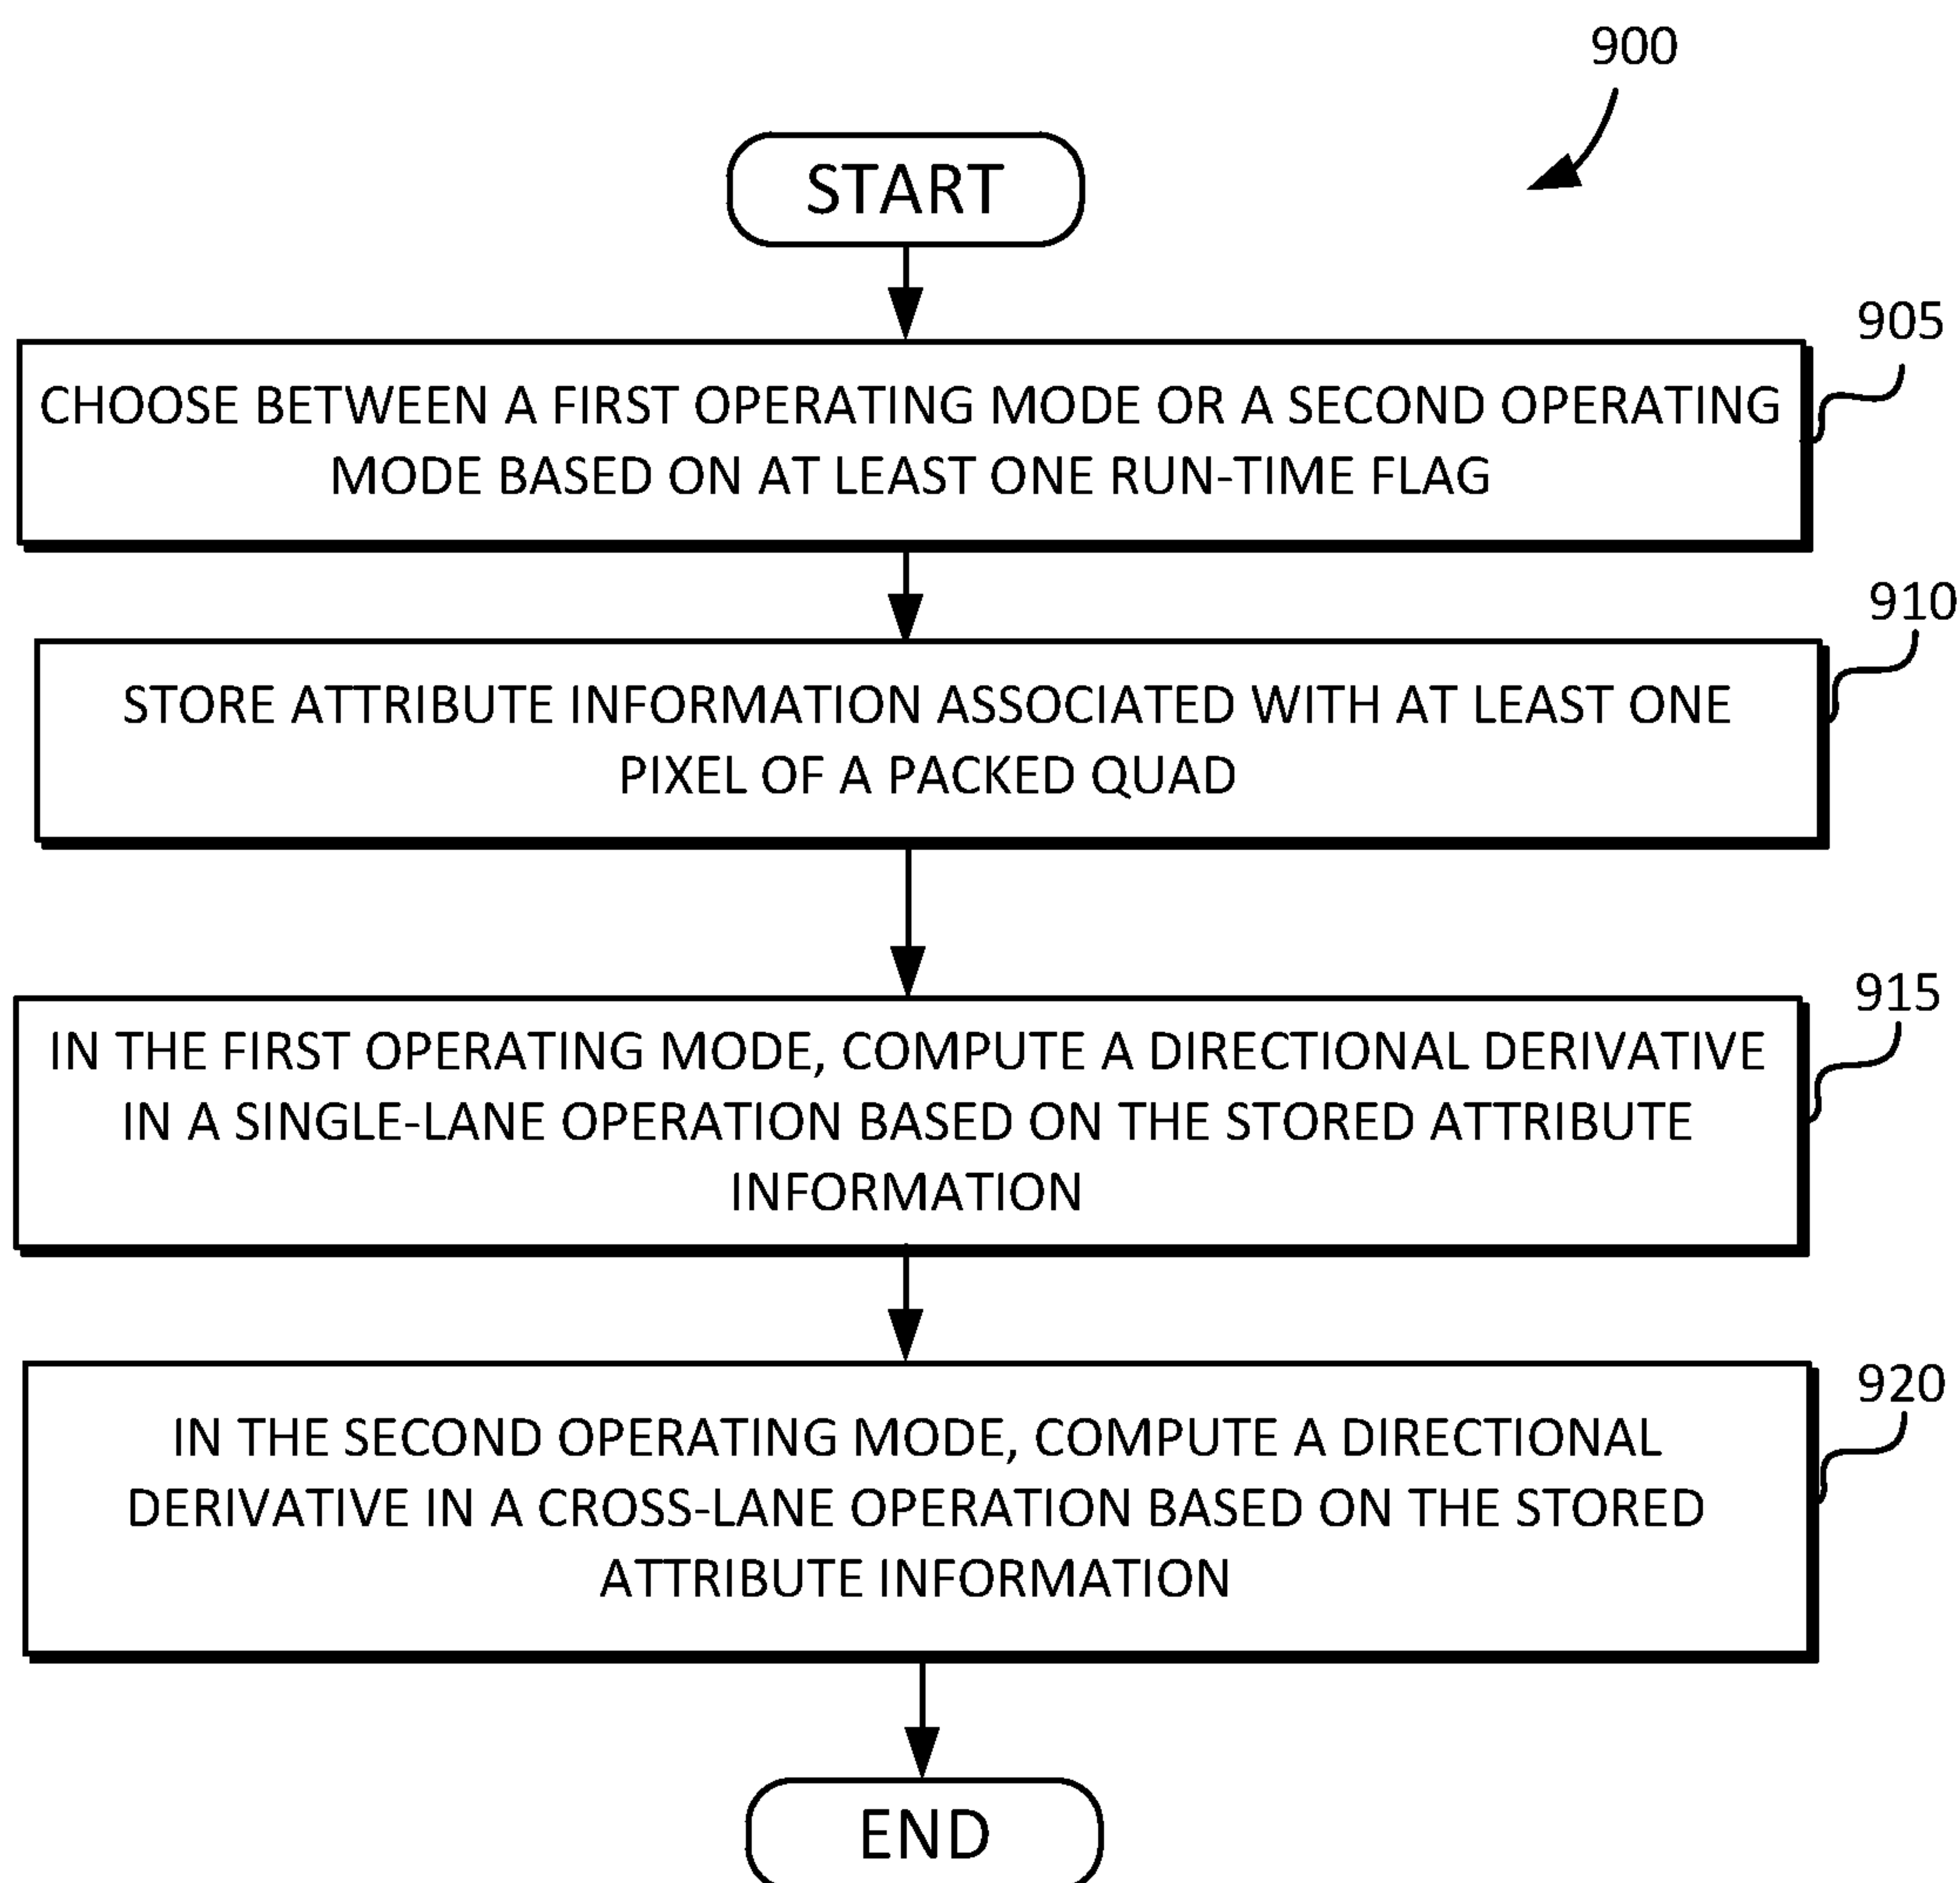 900
START
905
CHOOSE BETWEEN A FIRST OPERATING MODE OR A SECOND OPERATING
MODE BASED ON AT LEAST ONE RUN-TIME FLAG
910
STORE ATTRIBUTE INFORMATION ASSOCIATED WITH AT LEAST ONE
PIXEL OF A PACKED QUAD
915
IN THE FIRST OPERATING MODE, COMPUTE A DIRECTIONAL DERIVATIVE
IN A SINGLE-LANE OPERATION BASED ON THE STORED ATTRIBUTE
INFORMATION
920
IN THE SECOND OPERATING MODE, COMPUTE A DIRECTIONAL
DERIVATIVE IN A CROSS-LANE OPERATION BASED ON THE STORED
ATTRIBUTE INFORMATION
END